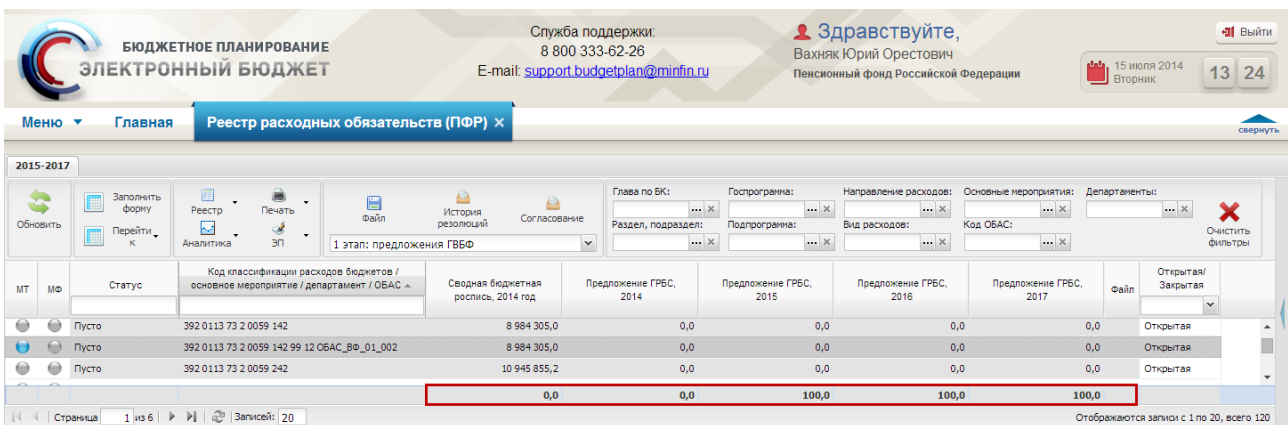 БЮДЖЕТНОЕ ПЛАНИРОВАНИЕ
ЭЛЕКТРОННЫЙ БЮДЖЕТ
Служба поддержки:
8 800 333-62-26
E-mail: support.budgetplan@minfin.ru
Здравствуйте,
Вахняк Юрий Орестович
Пенсионный фонд Российской Федерации
Выйти
15 июля 2014
Вторник
13 24
Меню Главная Реестр расходных обязательств (ПФР) ×
свернуть
2015-2017
Обновить
Заполнить форму
Перейти к
Реестр
Печать
Аналитика
ЭП
Файл
История резолюций
Согласование
1 этап: предложения ГВБФ
Глава по БК: Госпрограмма: Направление расходов: Основные мероприятия: Департаменты:
Раздел, подраздел: Подпрограмма: Вид расходов: Код ОБАС:
Очистить фильтры
МТ МФ Статус Код классификации расходов бюджетов / основное мероприятие / департамент / ОБАС Сводная бюджетная роспись, 2014 год Предложение ГРБС, 2014 Предложение ГРБС, 2015 Предложение ГРБС, 2016 Предложение ГРБС, 2017 Файл Открытая/ Закрытая
Пусто 392 0113 73 2 0059 142 8 984 305,0 0,0 0,0 0,0 0,0 Открытая
Пусто 392 0113 73 2 0059 142 99 12 ОБАС_ВФ_01_002 8 984 305,0 0,0 0,0 0,0 0,0 Открытая
Пусто 392 0113 73 2 0059 242 10 945 855,2 0,0 0,0 0,0 0,0 Открытая
0,0 0,0 100,0 100,0 100,0
Страница 1 из 6 Записей: 20 Отображаются записи с 1 по 20, всего 120